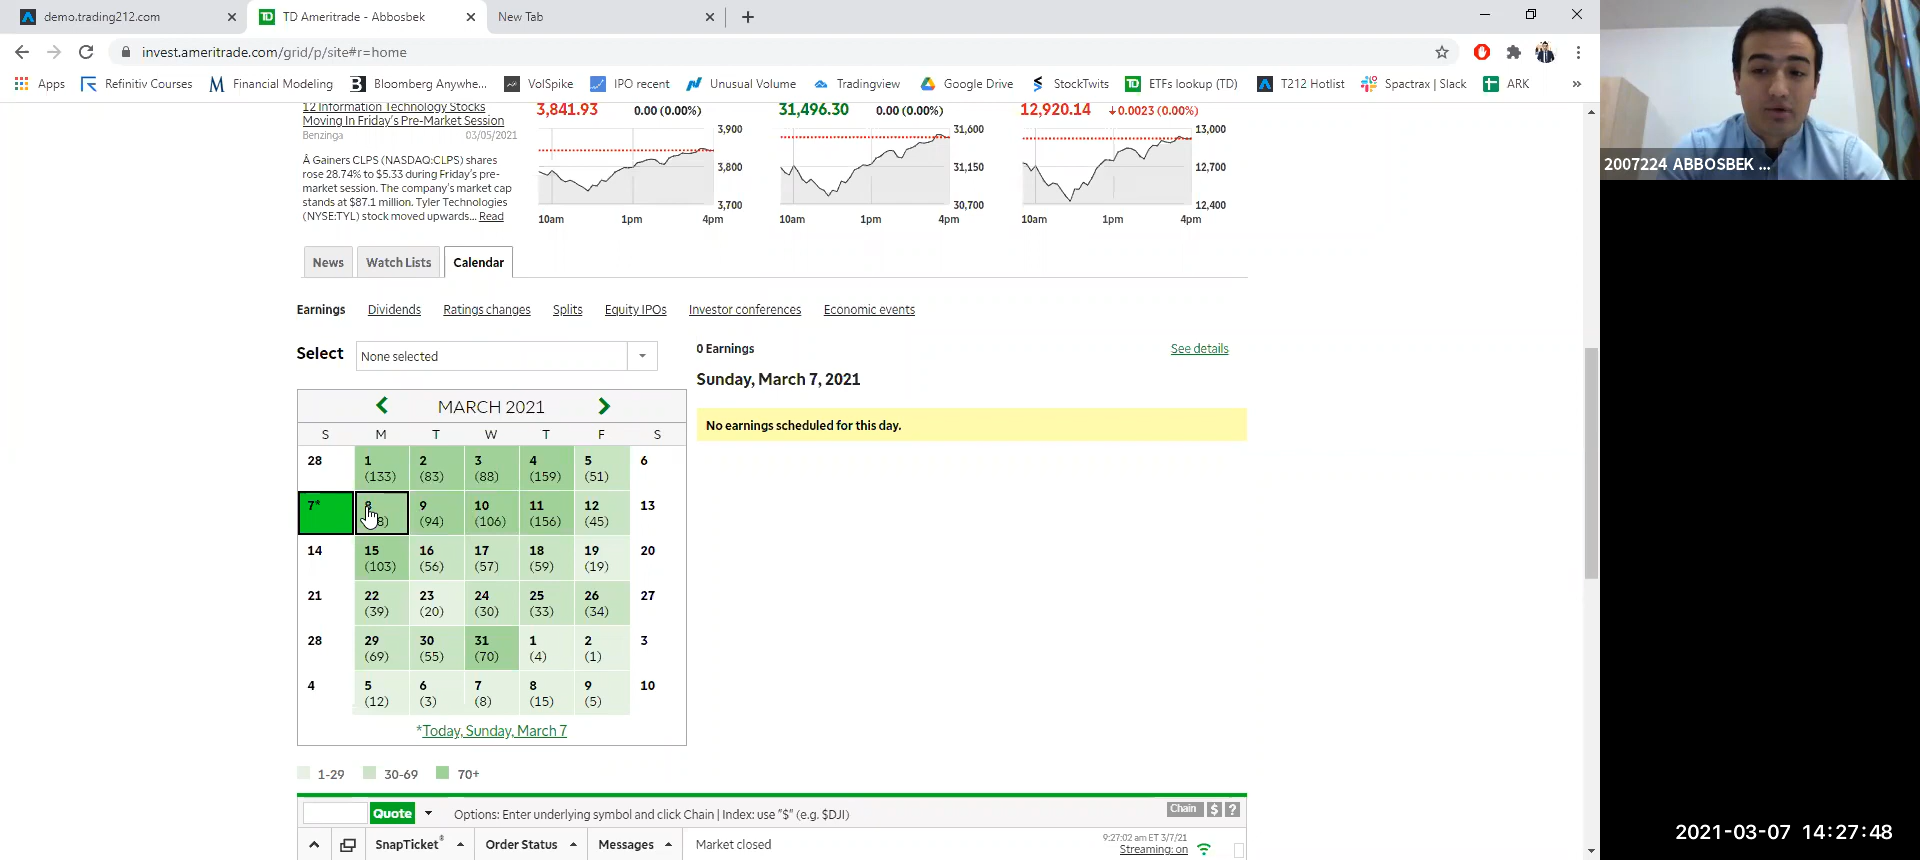 demo.trading212.com
TD Ameritrade - Abbosbek
New Tab
invest.ameritrade.com/grid/p/site#r=home
Apps
Refinitiv Courses
Financial Modeling
Bloomberg Anywhe...
VolSpike
IPO recent
Unusual Volume
Tradingview
Google Drive
StockTwits
ETFs lookup (TD)
T212 Hotlist
Spactrax | Slack
ARK
»
12 Information Technology Stocks
Moving In Friday's Pre-Market Session
Benzinga 03/05/2021
Â Gainers CLPS (NASDAQ:CLPS) shares
rose 28.74% to $5.33 during Friday's pre-
market session. The company's market cap
stands at $87.1 million. Tyler Technologies
(NYSE:TYL) stock moved upwards... Read
3,841.93 0.00 (0.00%)
3,900
3,800
3,700
10am 1pm 4pm
31,496.30 0.00 (0.00%)
31,600
31,150
30,700
10am 1pm 4pm
12,920.14 ↓0.0023 (0.00%)
13,000
12,700
12,400
10am 1pm 4pm
2007224 ABBOSBEK ...
News Watch Lists Calendar
Earnings Dividends Ratings changes Splits Equity IPOs Investor conferences Economic events
Select None selected
0 Earnings See details
Sunday, March 7, 2021
No earnings scheduled for this day.
MARCH 2021
S M T W T F S
28 1 2 3 4 5 6
(133) (83) (88) (159) (51)
7* 8 9 10 11 12 13
8) (94) (106) (156) (45)
14 15 16 17 18 19 20
(103) (56) (57) (59) (19)
21 22 23 24 25 26 27
(39) (20) (30) (33) (34)
28 29 30 31 1 2 3
(69) (55) (70) (4) (1)
4 5 6 7 8 9 10
(12) (3) (8) (15) (5)
*Today, Sunday, March 7
1-29 30-69 70+
Quote Options: Enter underlying symbol and click Chain | Index: use "$" (e.g. $DJI) Chain $ ?
SnapTicket® Order Status Messages Market closed
9:27:02 am ET 3/7/21
Streaming: on
2021-03-07 14:27:48